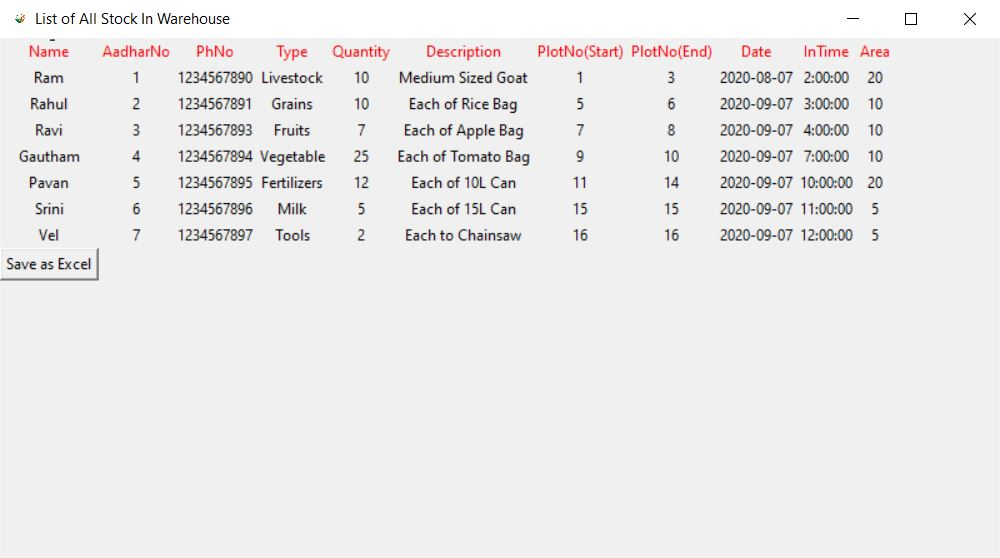 List of All Stock In Warehouse
Name AadharNo PhNo Type Quantity Description PlotNo(Start) PlotNo(End) Date InTime Area
Ram 1 1234567890 Livestock 10 Medium Sized Goat 1 3 2020-08-07 2:00:00 20
Rahul 2 1234567891 Grains 10 Each of Rice Bag 5 6 2020-09-07 3:00:00 10
Ravi 3 1234567893 Fruits 7 Each of Apple Bag 7 8 2020-09-07 4:00:00 10
Gautham 4 1234567894 Vegetable 25 Each of Tomato Bag 9 10 2020-09-07 7:00:00 10
Pavan 5 1234567895 Fertilizers 12 Each of 10L Can 11 14 2020-09-07 10:00:00 20
Srini 6 1234567896 Milk 5 Each of 15L Can 15 15 2020-09-07 11:00:00 5
Vel 7 1234567897 Tools 2 Each to Chainsaw 16 16 2020-09-07 12:00:00 5
Save as Excel